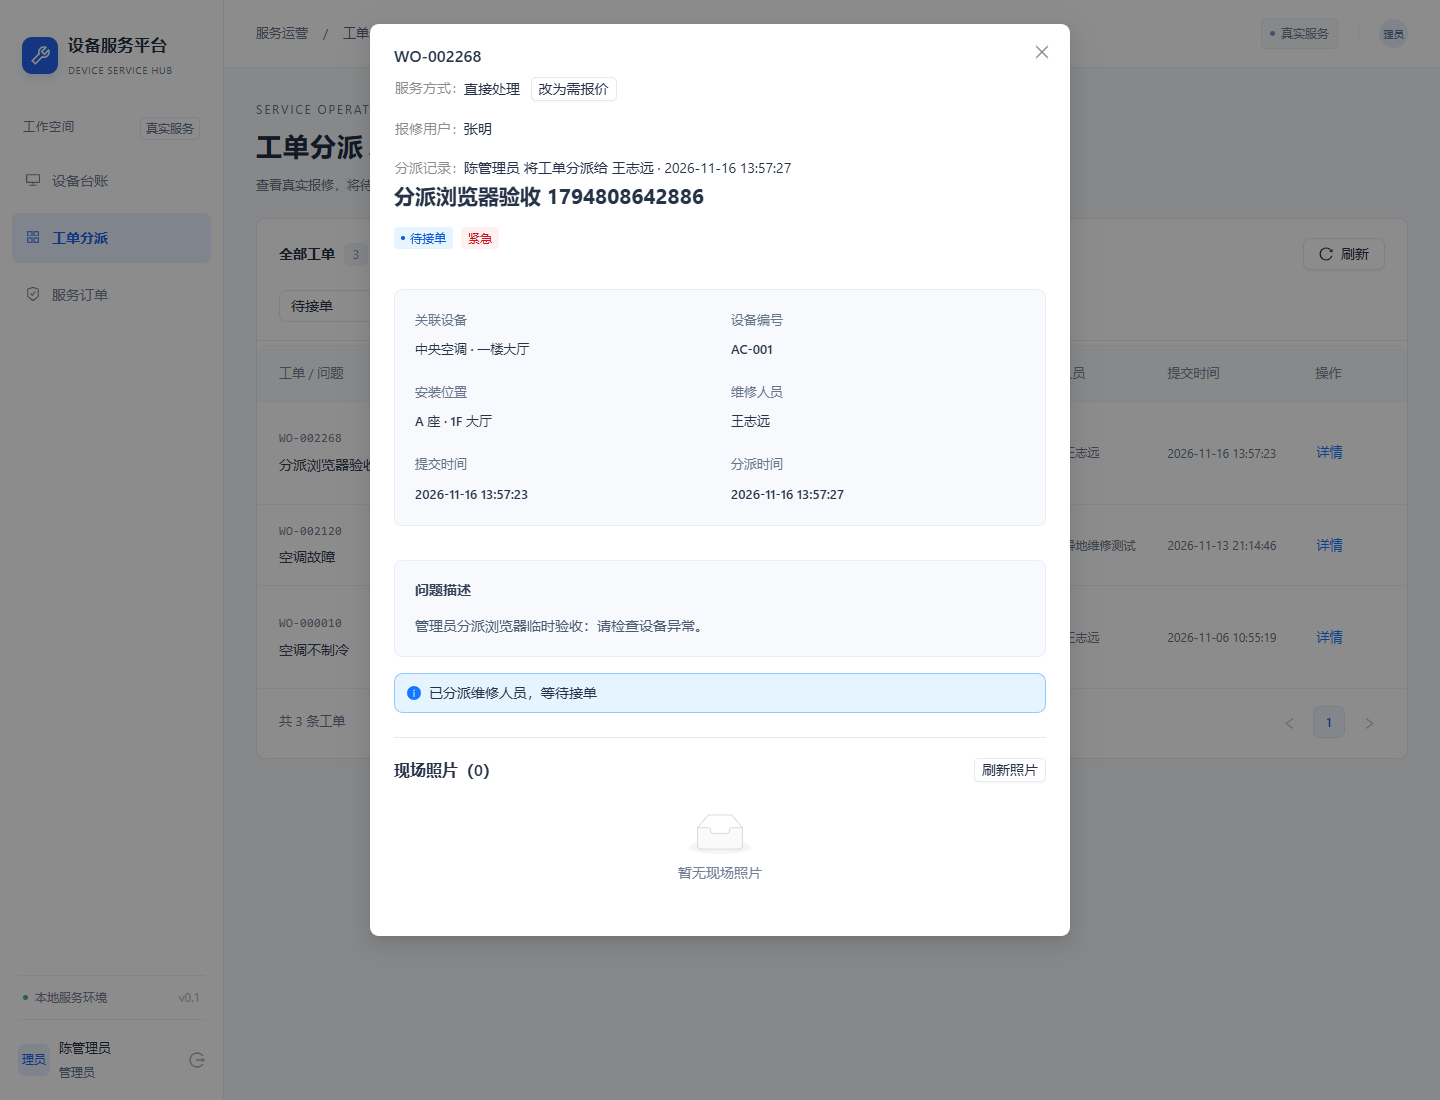 设备服务平台
DEVICE SERVICE HUB
工作空间
真实服务
设备台账
工单分派
服务订单
本地服务环境
v0.1
理员
陈管理员
管理员
服务运营 / 工单
真实服务
理员
SERVICE OPERAT
工单分派
查看真实报修，将待
全部工单 3
刷新
待接单
工单 / 问题
员
提交时间
操作
WO-002268
分派浏览器验收
王志远
2026-11-16 13:57:23
详情
WO-002120
空调故障
异地维修测试
2026-11-13 21:14:46
详情
WO-000010
空调不制冷
王志远
2026-11-06 10:55:19
详情
共 3 条工单
1
WO-002268
服务方式： 直接处理 改为需报价
报修用户： 张明
分派记录： 陈管理员 将工单分派给 王志远 · 2026-11-16 13:57:27
分派浏览器验收 1794808642886
待接单 紧急
关联设备
设备编号
中央空调 · 一楼大厅
AC-001
安装位置
维修人员
A 座 · 1F 大厅
王志远
提交时间
分派时间
2026-11-16 13:57:23
2026-11-16 13:57:27
问题描述
管理员分派浏览器临时验收：请检查设备异常。
已分派维修人员，等待接单
现场照片（0）
刷新照片
暂无现场照片